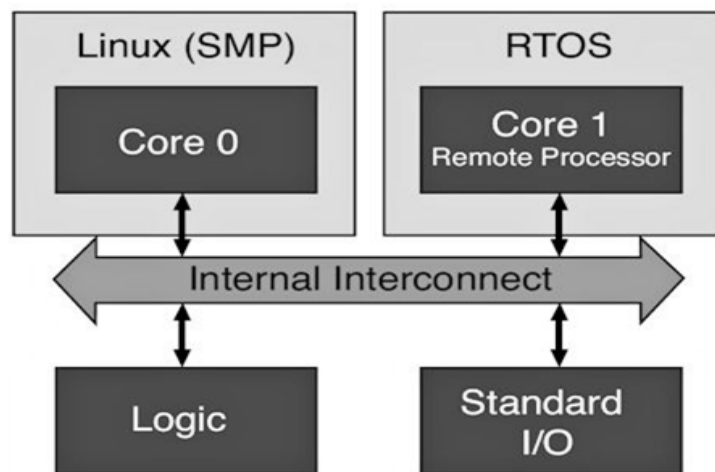 Linux (SMP)
RTOS
Core 0
Core 1
Remote Processor
Internal Interconnect
Logic
Standard
I/O